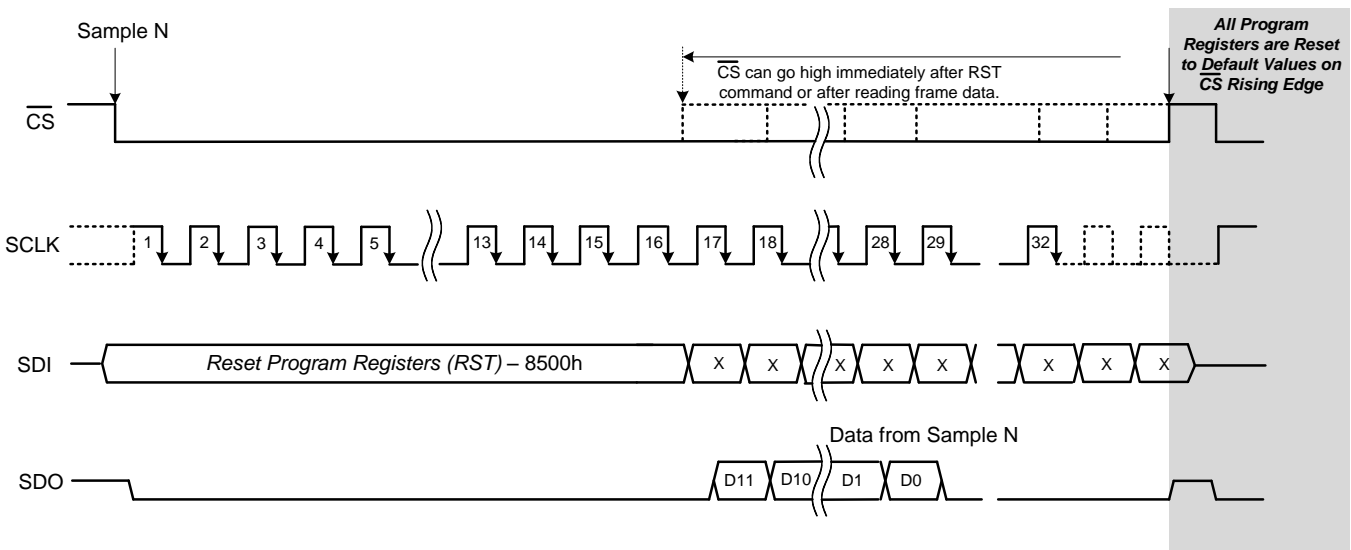 Sample N
All Program
Registers are Reset
to Default Values on
CS Rising Edge
CS can go high immediately after RST
command or after reading frame data.
CS
SCLK
1 2 3 4 5 13 14 15 16 17 18 28 29 32
SDI
Reset Program Registers (RST) – 8500h
X X X X X X X X
Data from Sample N
SDO
D11 D10 D1 D0